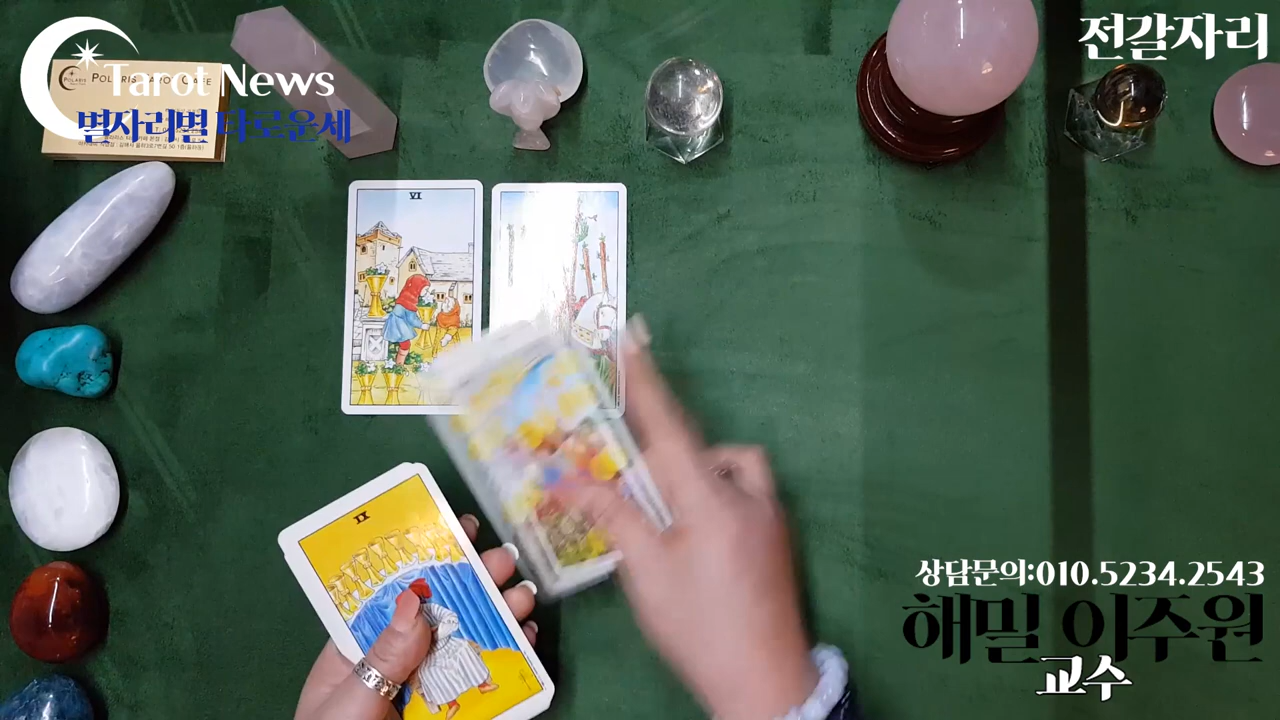 Tarot News
별자리별 타로운세
전갈자리
VI
상담문의:010.5234.2543
해밀 이주원
교수